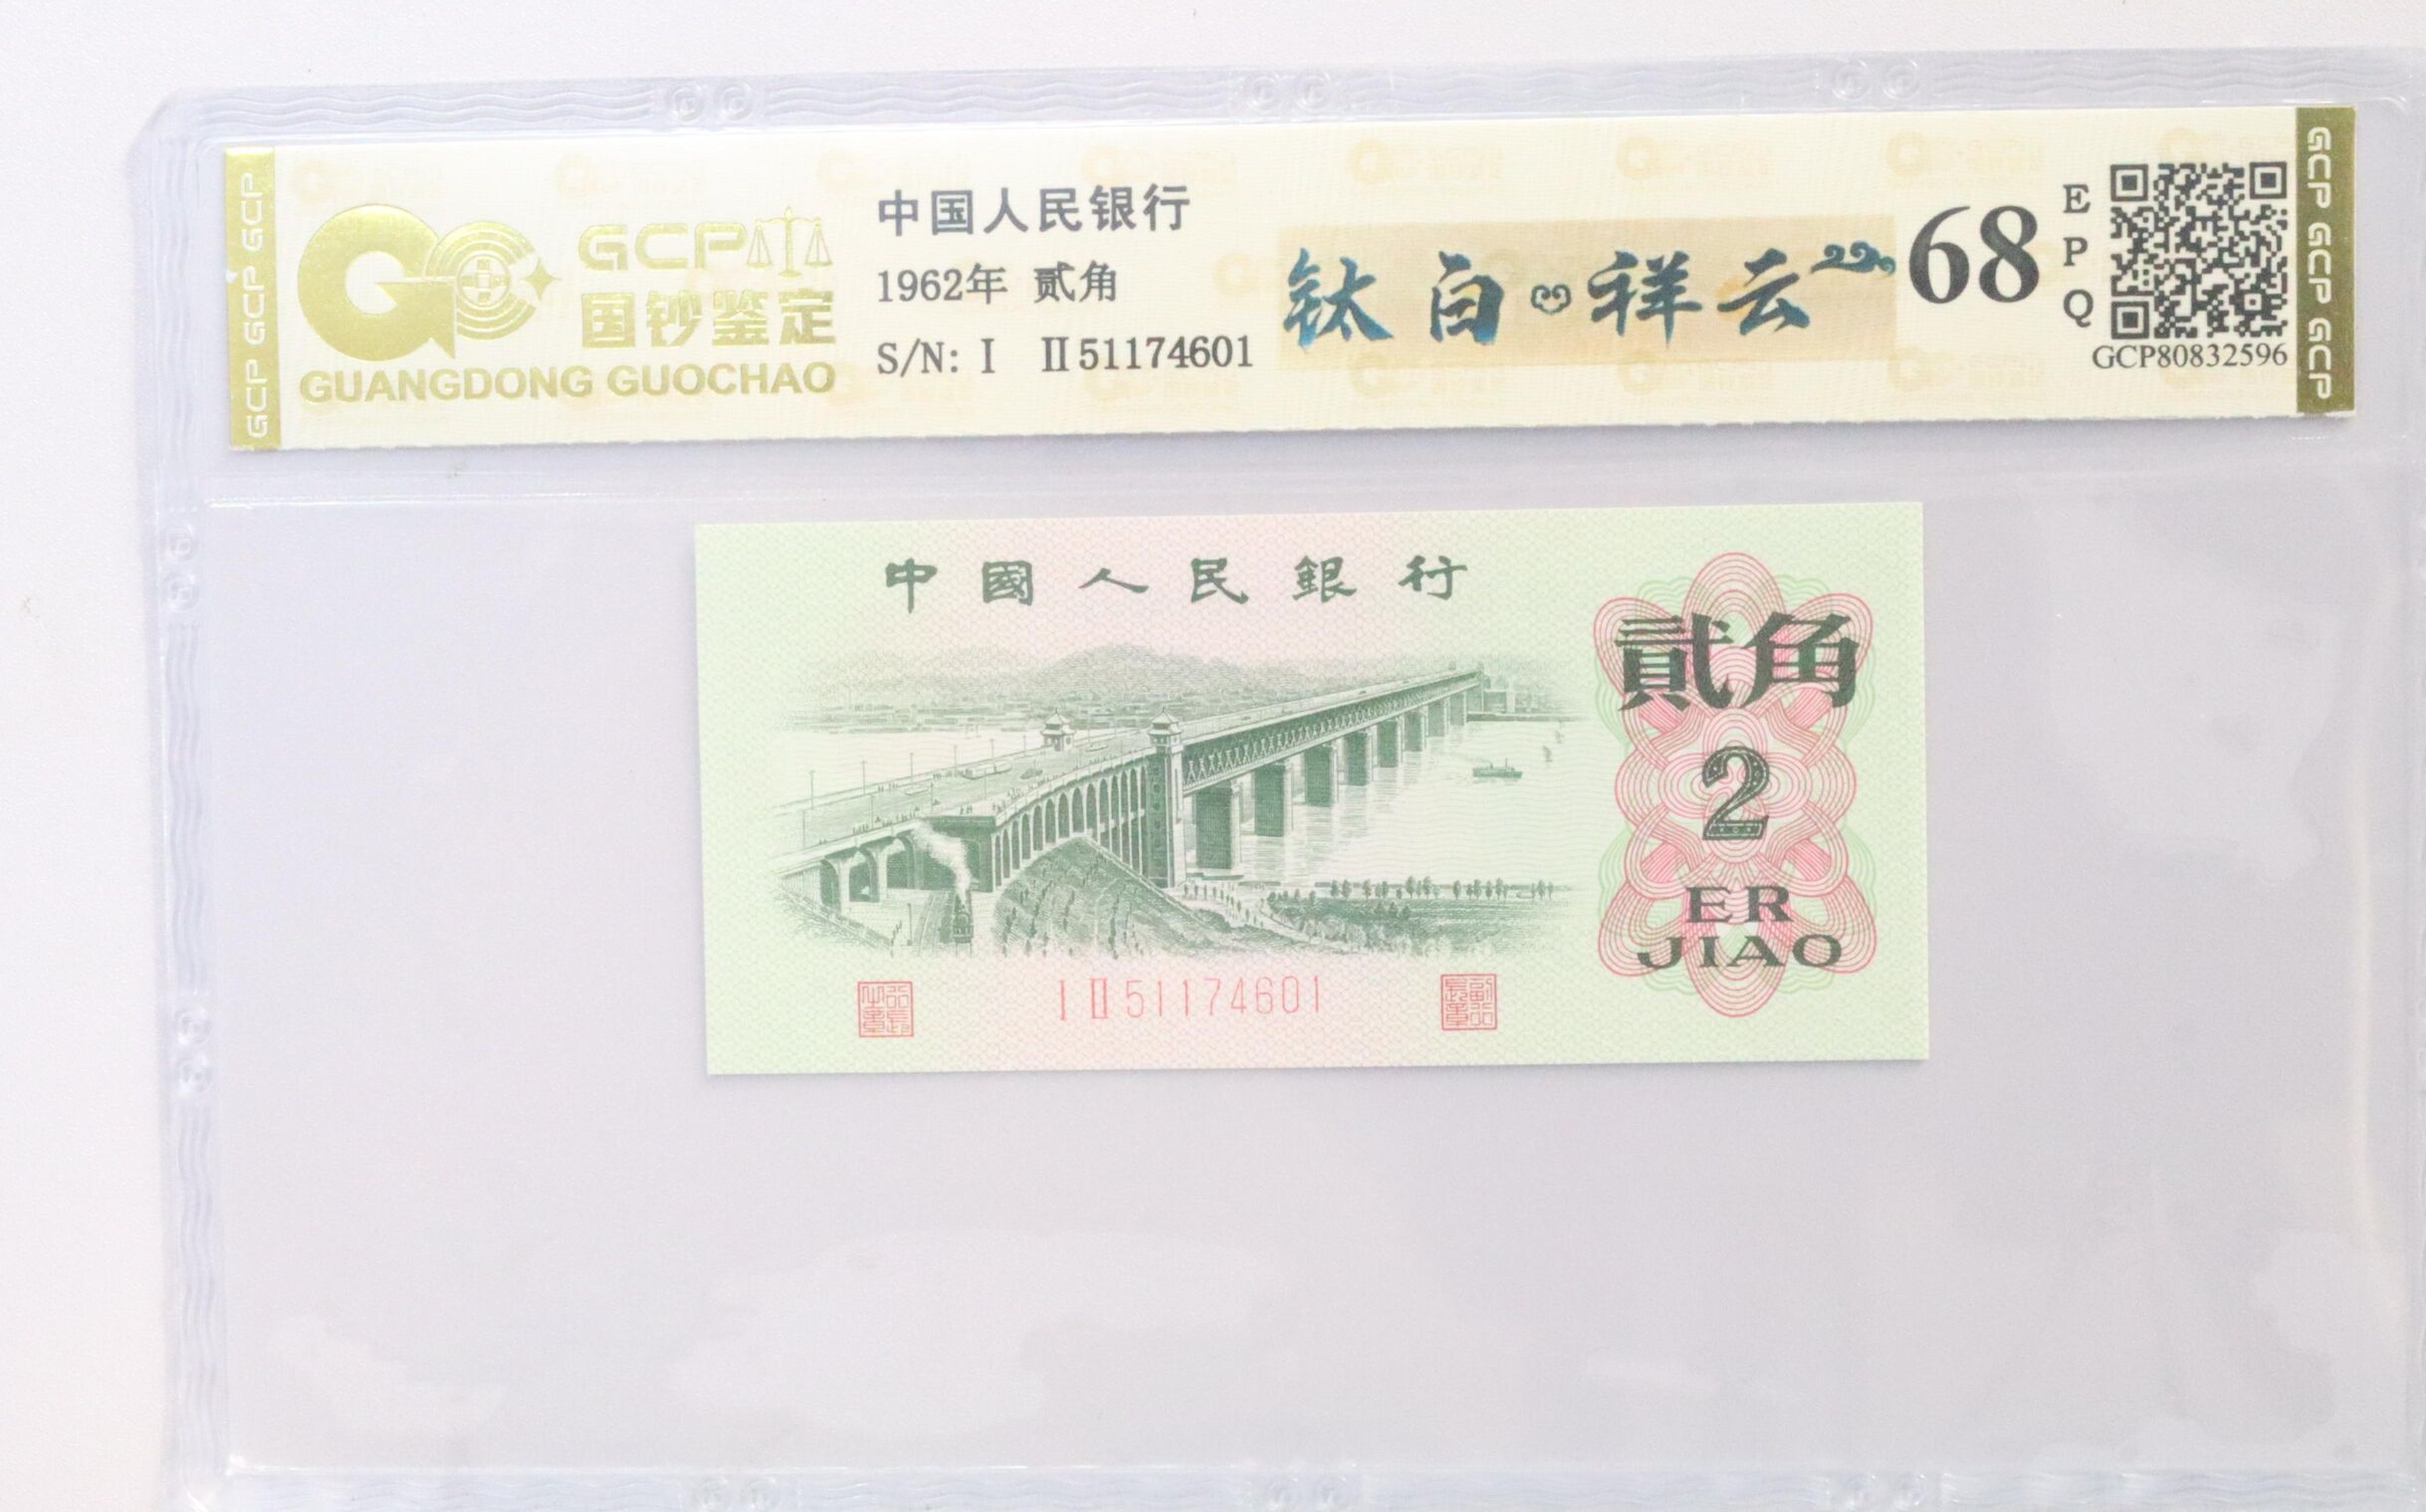 GCP GCP GCP
GCP
国钞鉴定
GUANGDONG GUOCHAO
中国人民银行
1962年 贰角
S/N: I II51174601
钛白祥云
68
EPQ
GCP80832596
GCP GCP GCP
中國人民銀行
貳角
2
ER
JIAO
I II 51174601